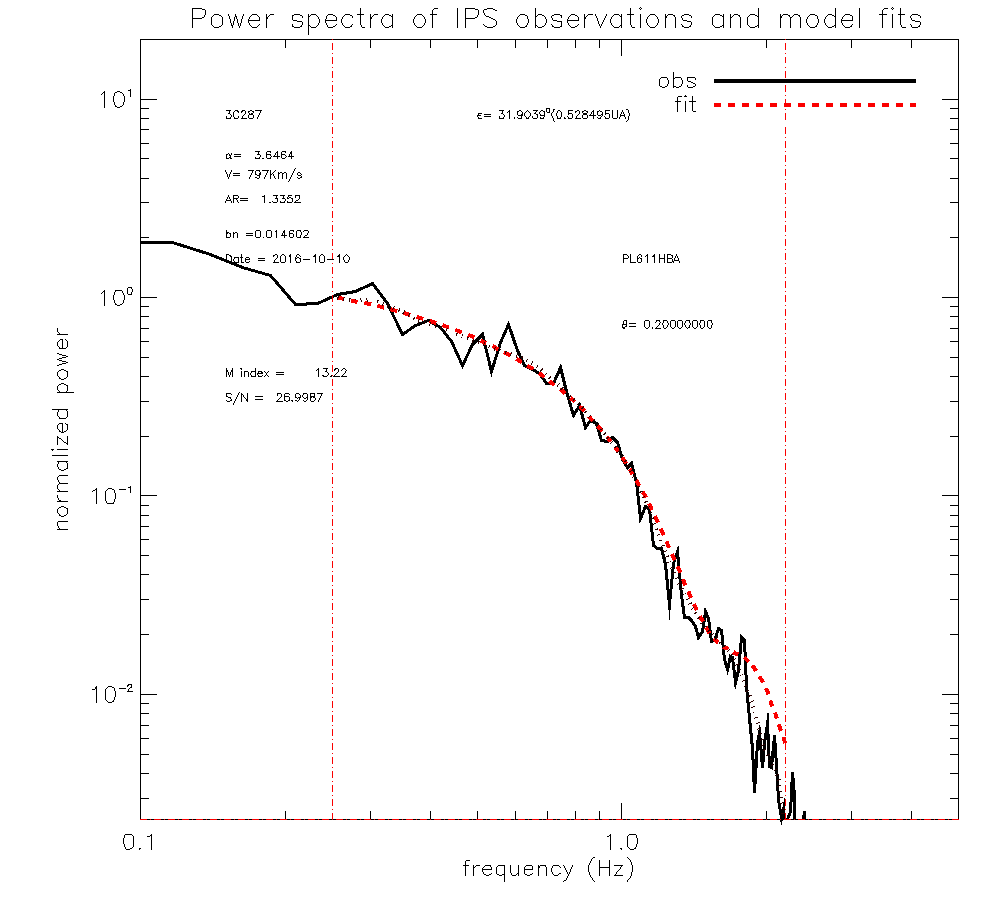 Power spectra of IPS observations and model fits
obs
fit
3C287
ϵ= 31.9039⁰(0.528495UA)
α= 3.6464
V= 797Km/s
AR= 1.3352
bn =0.014602
Date = 2016-10-10
PL611HBA
θ= 0.20000000
M index = 13.22
S/N = 26.9987
10¹
10⁰
10⁻¹
10⁻²
normalized power
0.1
1.0
frequency (Hz)